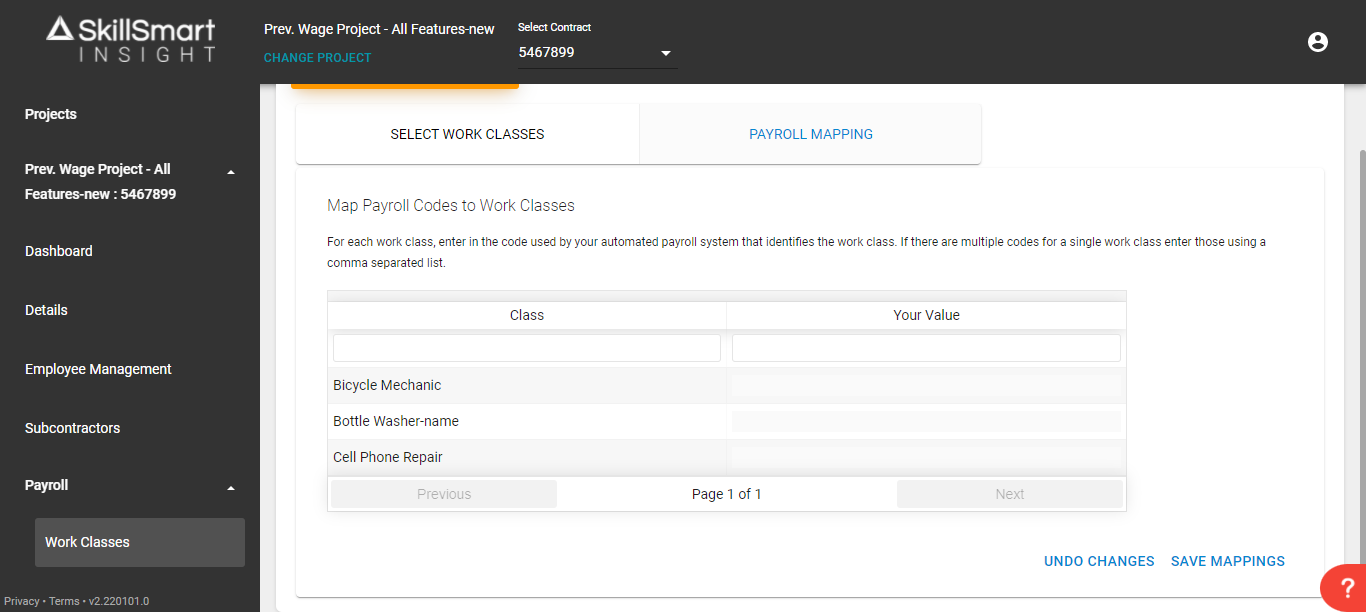 SkillSmart
INSIGHT
Prev. Wage Project - All Features-new
CHANGE PROJECT
Select Contract
5467899
Projects
Prev. Wage Project - All
Features-new : 5467899
Dashboard
Details
Employee Management
Subcontractors
Payroll
Work Classes
Privacy • Terms • v2.220101.0
SELECT WORK CLASSES
PAYROLL MAPPING
Map Payroll Codes to Work Classes
For each work class, enter in the code used by your automated payroll system that identifies the work class. If there are multiple codes for a single work class enter those using a
comma separated list.
Class
Your Value
Bicycle Mechanic
Bottle Washer-name
Cell Phone Repair
Previous
Page 1 of 1
Next
UNDO CHANGES
SAVE MAPPINGS
?